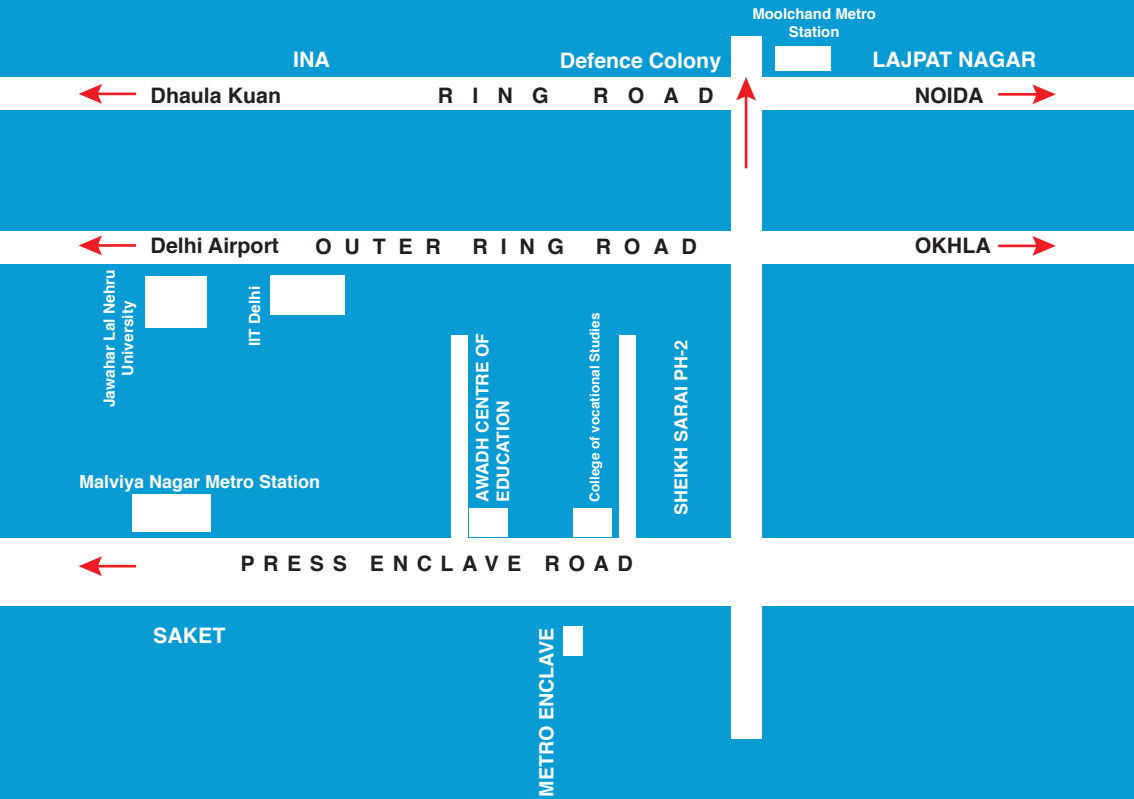 Moolchand Metro
Station
INA
Defence Colony
LAJPAT NAGAR
Dhaula Kuan
RING ROAD
NOIDA
Delhi Airport
OUTER RING ROAD
OKHLA
Jawahar Lal Nehru
University
IIT Delhi
AWADH CENTRE OF
EDUCATION
College of vocational Studies
SHEIKH SARAI PH-2
Malviya Nagar Metro Station
PRESS ENCLAVE ROAD
SAKET
METRO ENCLAVE